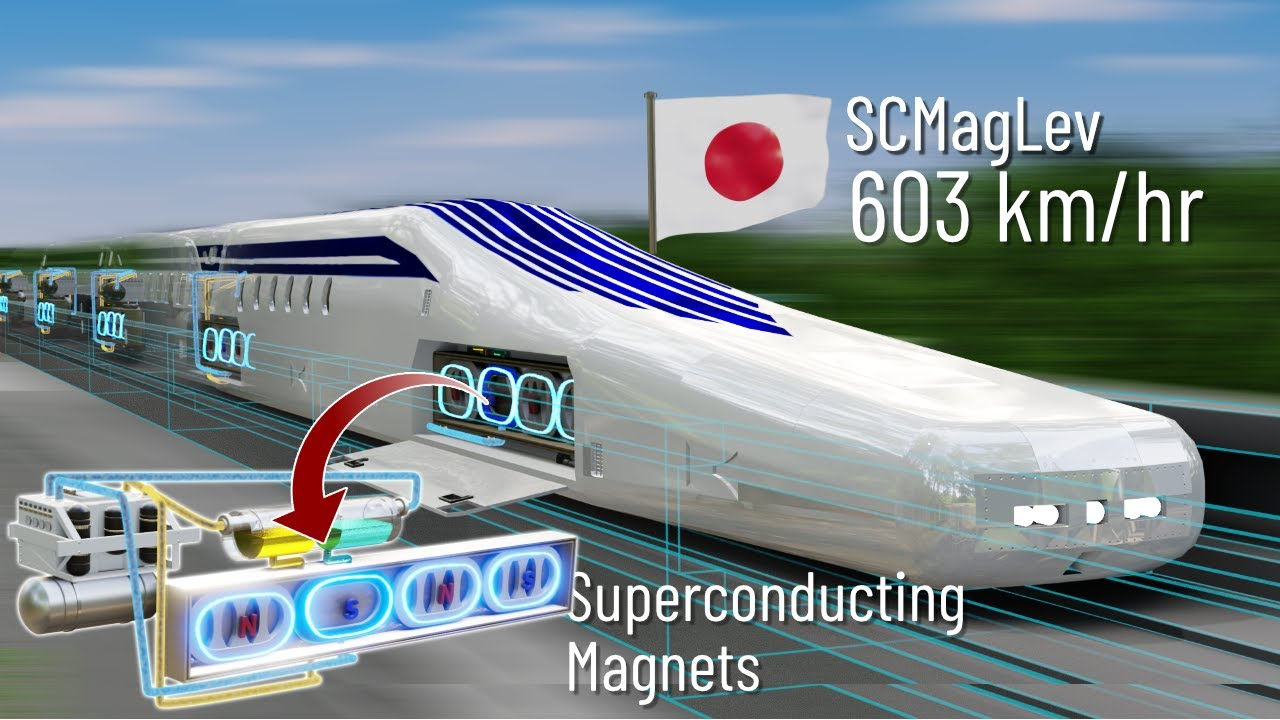 SCMagLev
603 km/hr
N S N S
Superconducting
Magnets